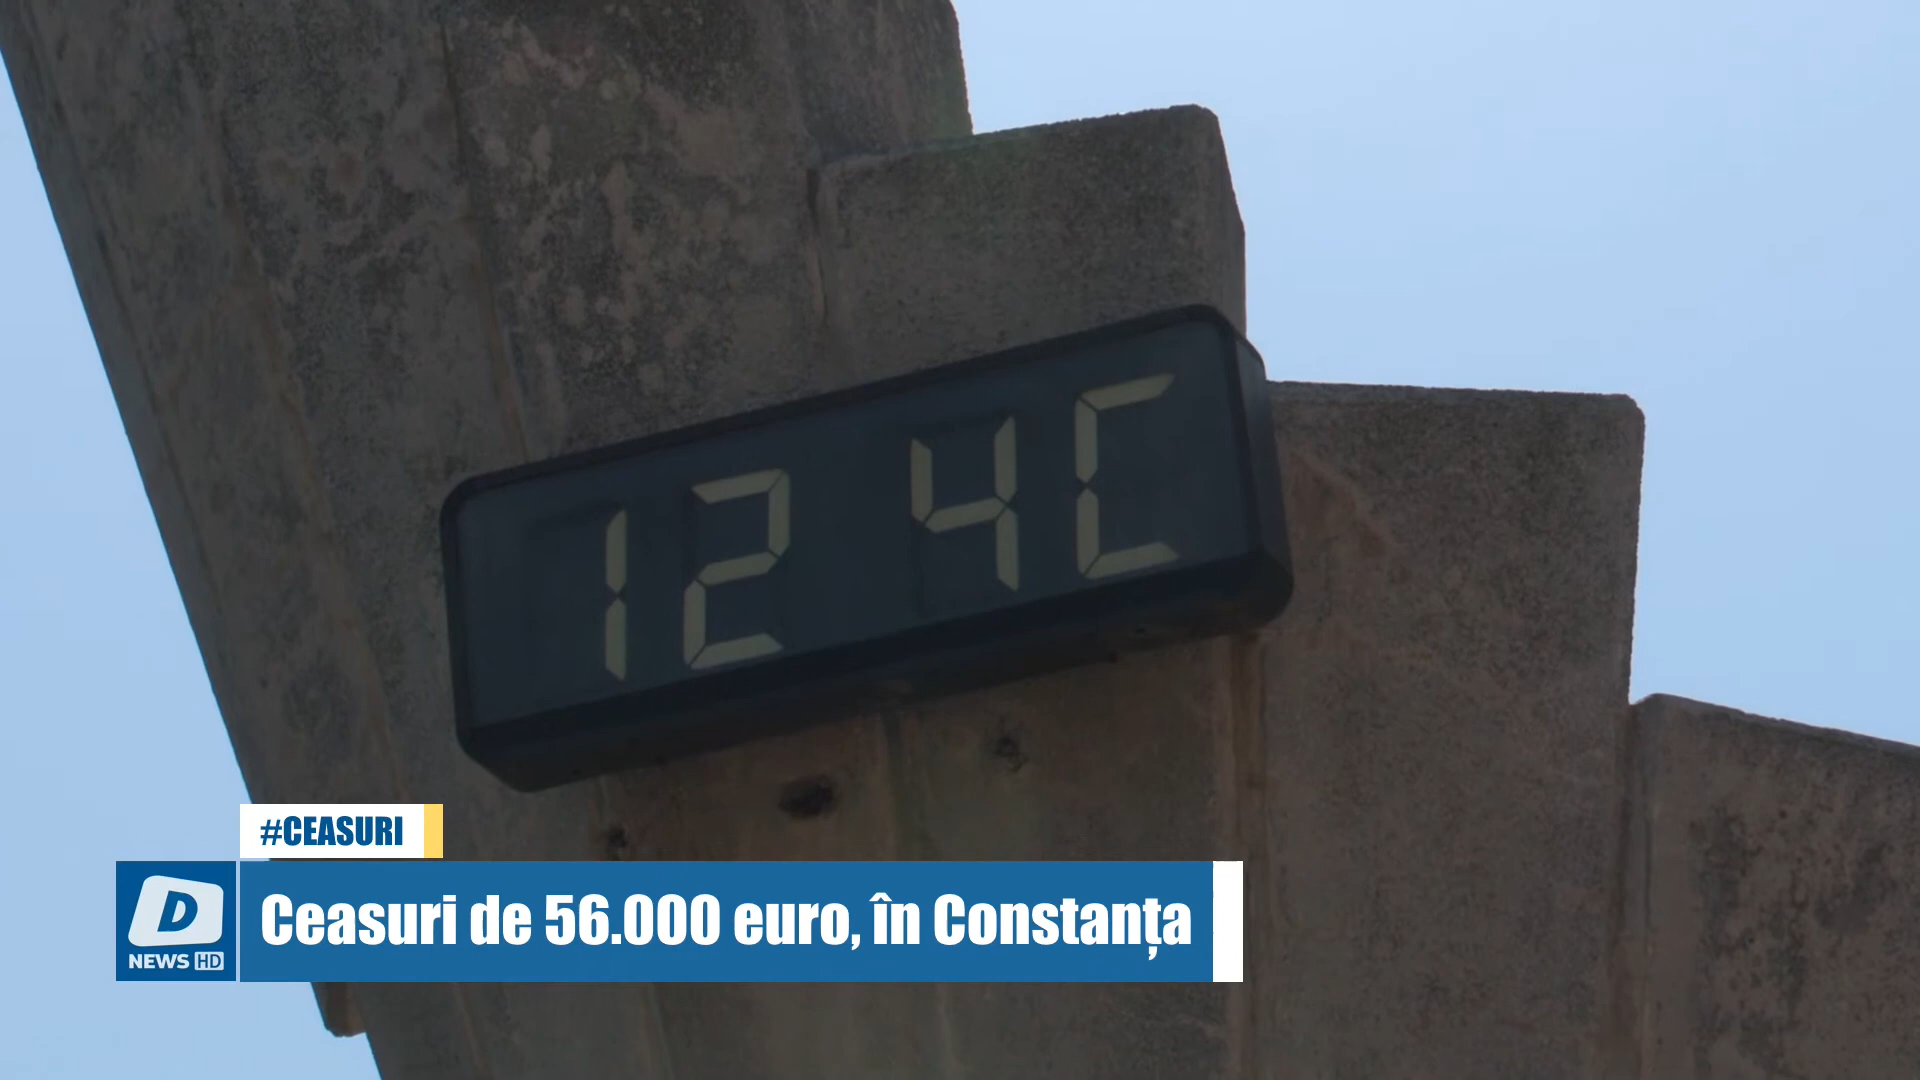 12 4C
#CEASURI
D
NEWS HD
Ceasuri de 56.000 euro, în Constanța